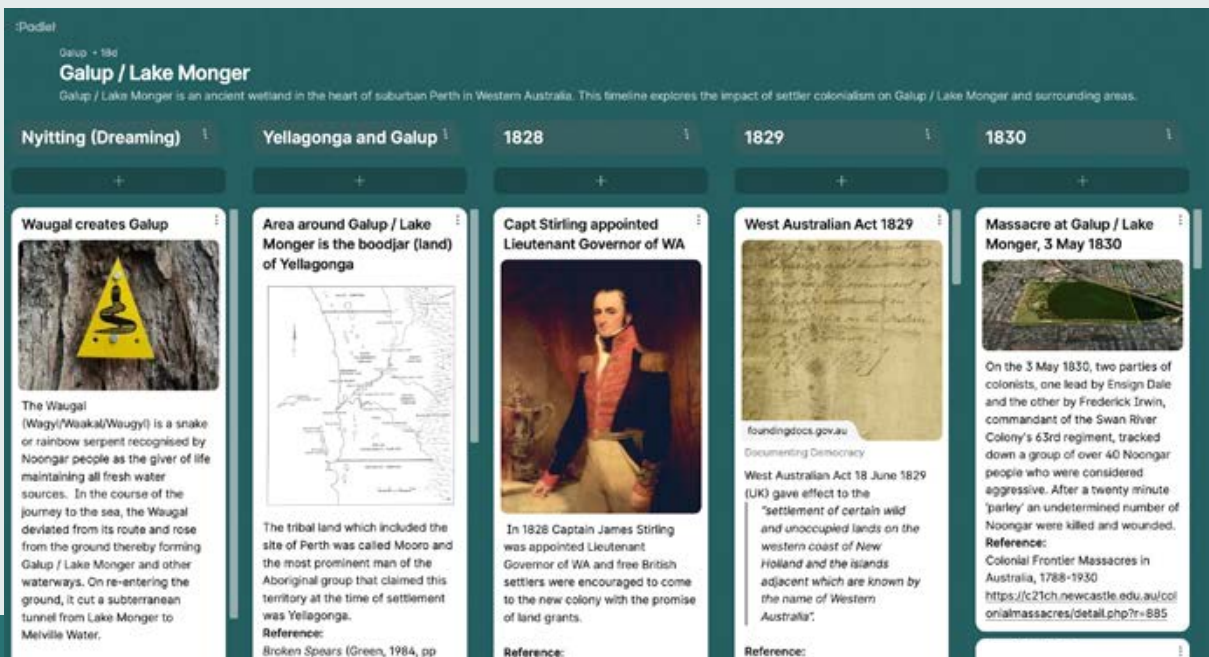 :Padlet
Galup • 18d
Galup / Lake Monger
Galup / Lake Monger is an ancient wetland in the heart of suburban Perth in Western Australia. This timeline explores the impact of settler colonialism on Galup / Lake Monger and surrounding areas.
Nyitting (Dreaming)
Waugal creates Galup
The Waugal
(Wagyl/Waakal/Waugyl) is a snake
or rainbow serpent recognised by
Noongar people as the giver of life
maintaining all fresh water
sources. In the course of the
journey to the sea, the Waugal
deviated from its route and rose
from the ground thereby forming
Galup / Lake Monger and other
waterways. On re-entering the
ground, it cut a subterranean
tunnel from Lake Monger to
Melville Water.
Yellagonga and Galup
Area around Galup / Lake
Monger is the boodjar (land)
of Yellagonga
The tribal land which included the
site of Perth was called Mooro and
the most prominent man of the
Aboriginal group that claimed this
territory at the time of settlement
was Yellagonga.
Reference:
Broken Spears (Green, 1984, pp
1828
Capt Stirling appointed
Lieutenant Governor of WA
In 1828 Captain James Stirling
was appointed Lieutenant
Governor of WA and free British
settlers were encouraged to come
to the new colony with the promise
of land grants.
Reference:
1829
West Australian Act 1829
foundingdocs.gov.au
Documenting Democracy
West Australian Act 18 June 1829
(UK) gave effect to the
"settlement of certain wild
and unoccupied lands on the
western coast of New
Holland and the islands
adjacent which are known by
the name of Western
Australia".
Reference:
1830
Massacre at Galup / Lake
Monger, 3 May 1830
On the 3 May 1830, two parties of
colonists, one lead by Ensign Dale
and the other by Frederick Irwin,
commandant of the Swan River
Colony's 63rd regiment, tracked
down a group of over 40 Noongar
people who were considered
aggressive. After a twenty minute
'parley' an undetermined number of
Noongar were killed and wounded.
Reference:
Colonial Frontier Massacres in
Australia, 1788-1930
https://c21ch.newcastle.edu.au/col
onialmassacres/detail.php?r=885